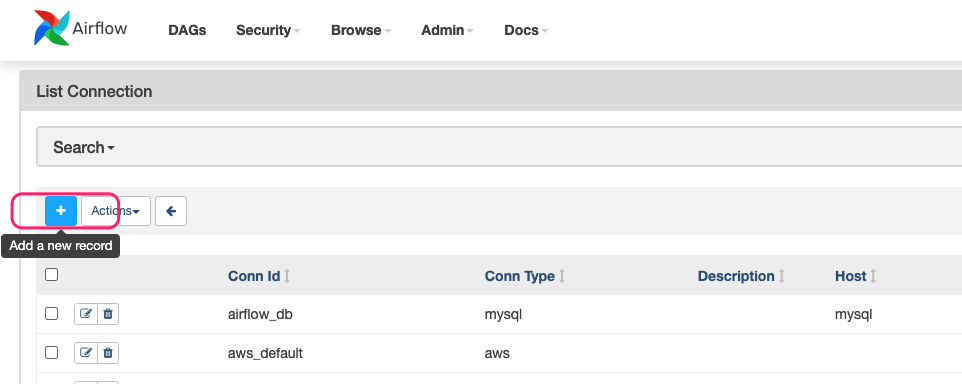 Airflow DAGs Security Browse Admin Docs
List Connection
Search
+ Actions
Add a new record
Conn Id Conn Type Description Host
airflow_db mysql mysql
aws_default aws